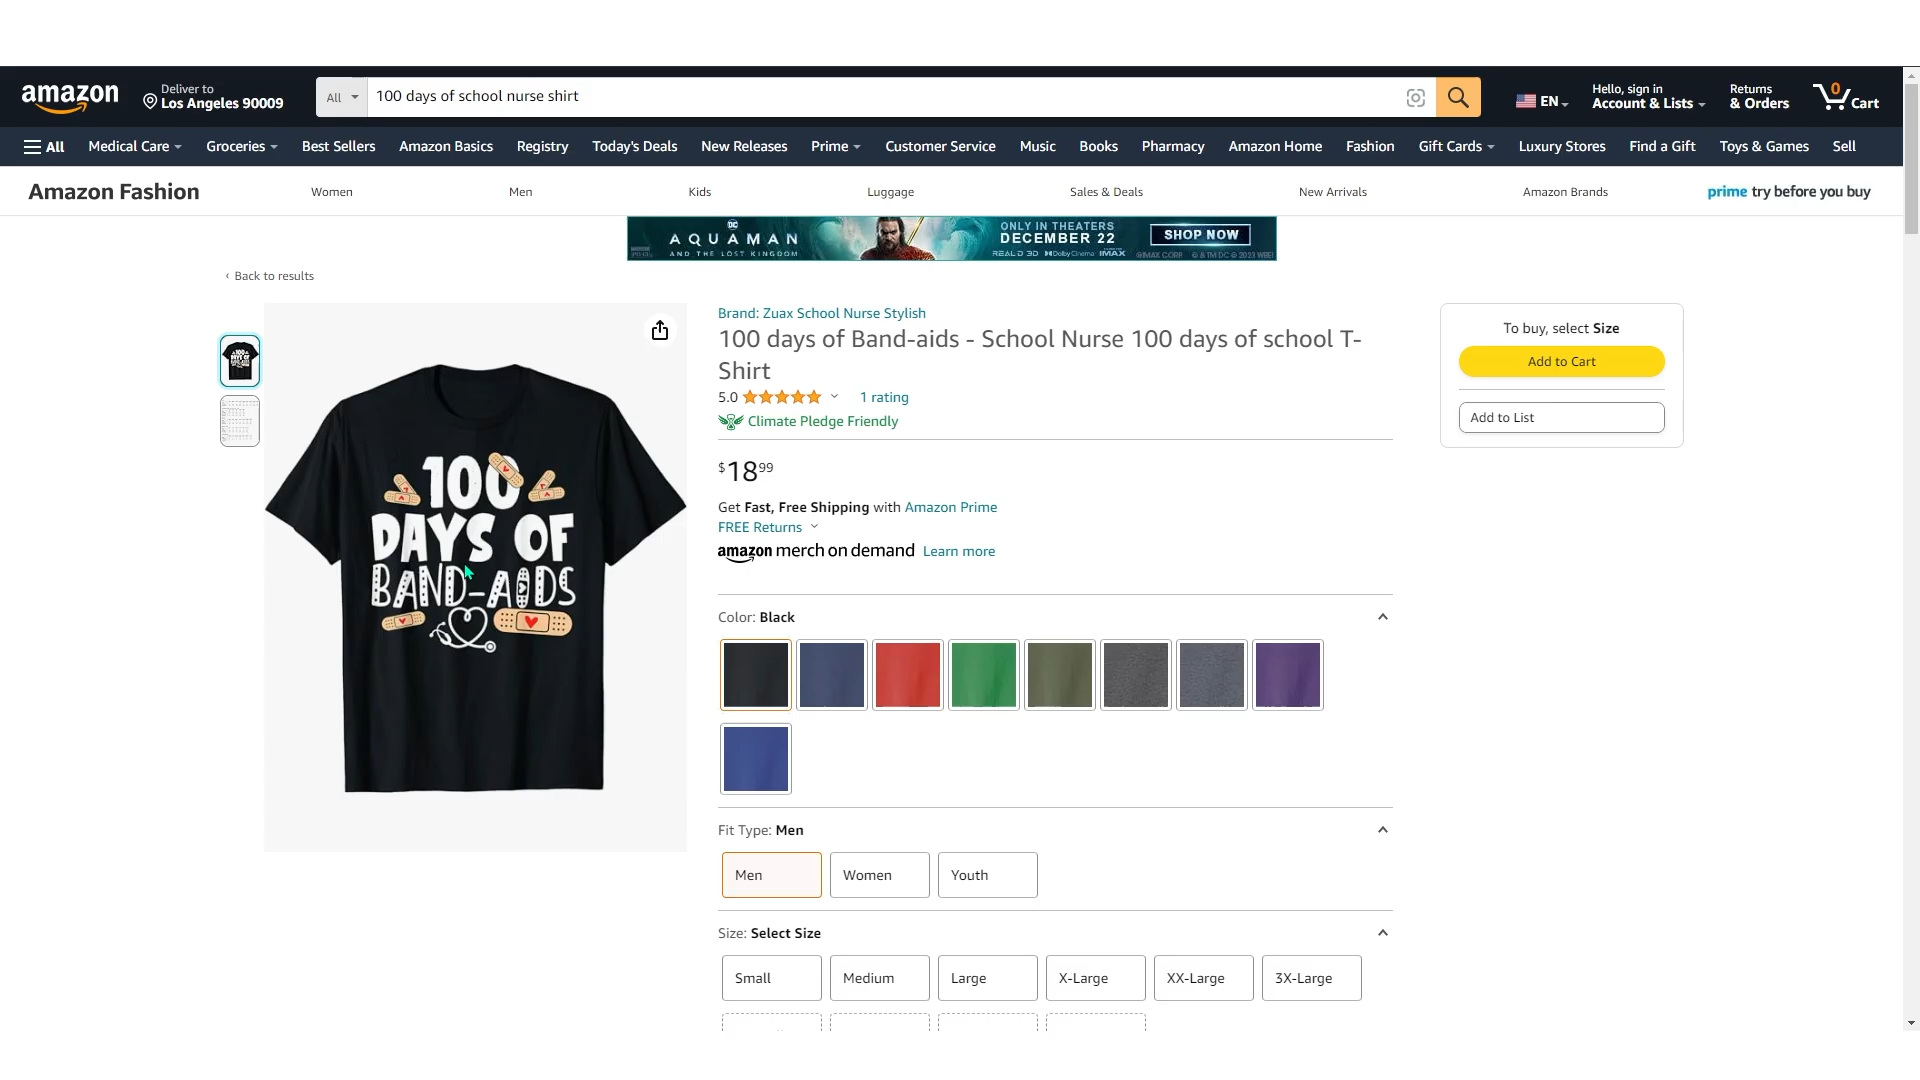 amazon
Deliver to
Los Angeles 90009
All
100 days of school nurse shirt
EN
Hello, sign in
Account & Lists
Returns
& Orders
0
Cart
All
Medical Care
Groceries
Best Sellers
Amazon Basics
Registry
Today's Deals
New Releases
Prime
Customer Service
Music
Books
Pharmacy
Amazon Home
Fashion
Gift Cards
Luxury Stores
Find a Gift
Toys & Games
Sell
Amazon Fashion
Women
Men
Kids
Luggage
Sales & Deals
New Arrivals
Amazon Brands
prime try before you buy
DC
AQUAMAN
AND THE LOST KINGDOM
ONLY IN THEATERS
DECEMBER 22
REALD 3D Dolby Cinema IMAX
SHOP NOW
‹ Back to results
100
DAYS OF
BAND-AIDS
Brand: Zuax School Nurse Stylish
100 days of Band-aids - School Nurse 100 days of school T-
Shirt
5.0
1 rating
Climate Pledge Friendly
$18 99
Get Fast, Free Shipping with Amazon Prime
FREE Returns
amazon merch on demand Learn more
Color: Black
Fit Type: Men
Men
Women
Youth
Size: Select Size
Small
Medium
Large
X-Large
XX-Large
3X-Large
To buy, select Size
Add to Cart
Add to List